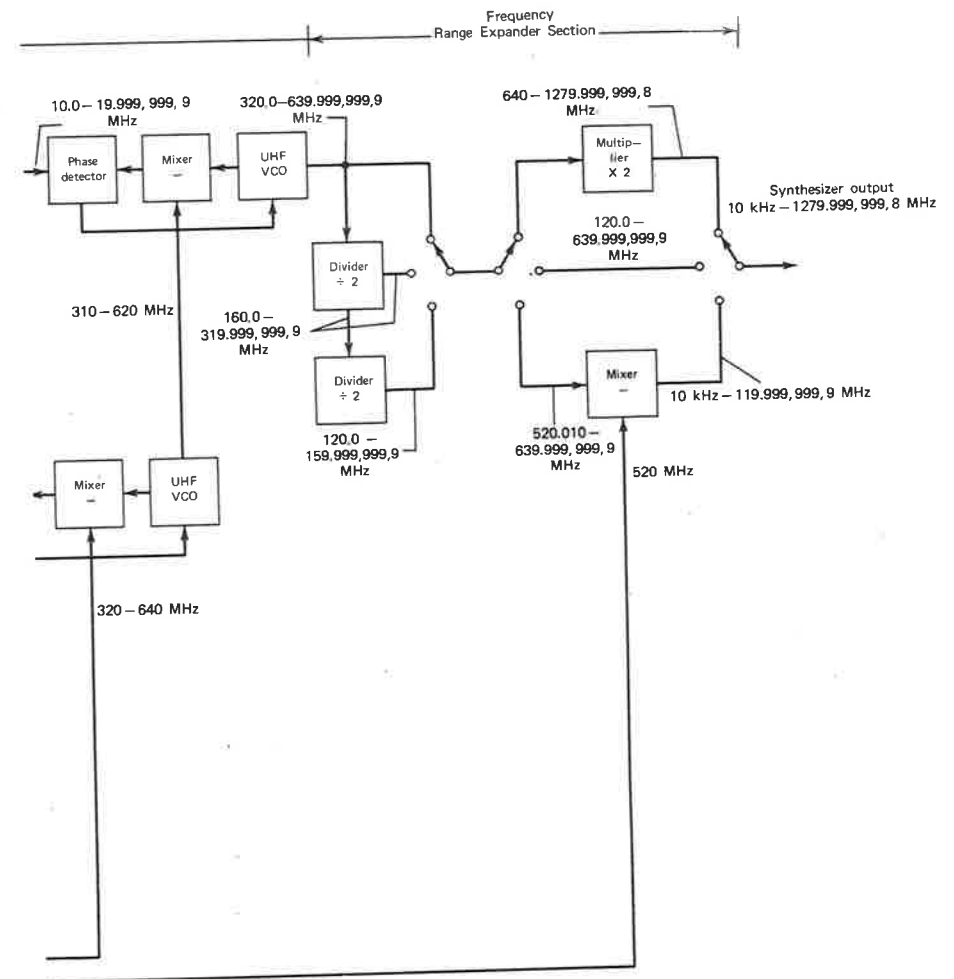 Frequency
Range Expander Section
10.0–19.999,999,9
MHz
320.0–639.999,999,9
MHz
640–1279.999,999,8
MHz
Phase
detector
Mixer
–
UHF
VCO
Multip–
lier
X 2
Synthesizer output
10 kHz–1279.999,999,8 MHz
120.0–
639.999,999,9
MHz
Divider
÷ 2
310–620 MHz
160.0–
319.999,999,9
MHz
Divider
÷ 2
Mixer
–
10 kHz–119.999,999,9 MHz
120.0–
159.999,999,9
MHz
520.010–
639.999,999,9
MHz
520 MHz
Mixer
–
UHF
VCO
320–640 MHz